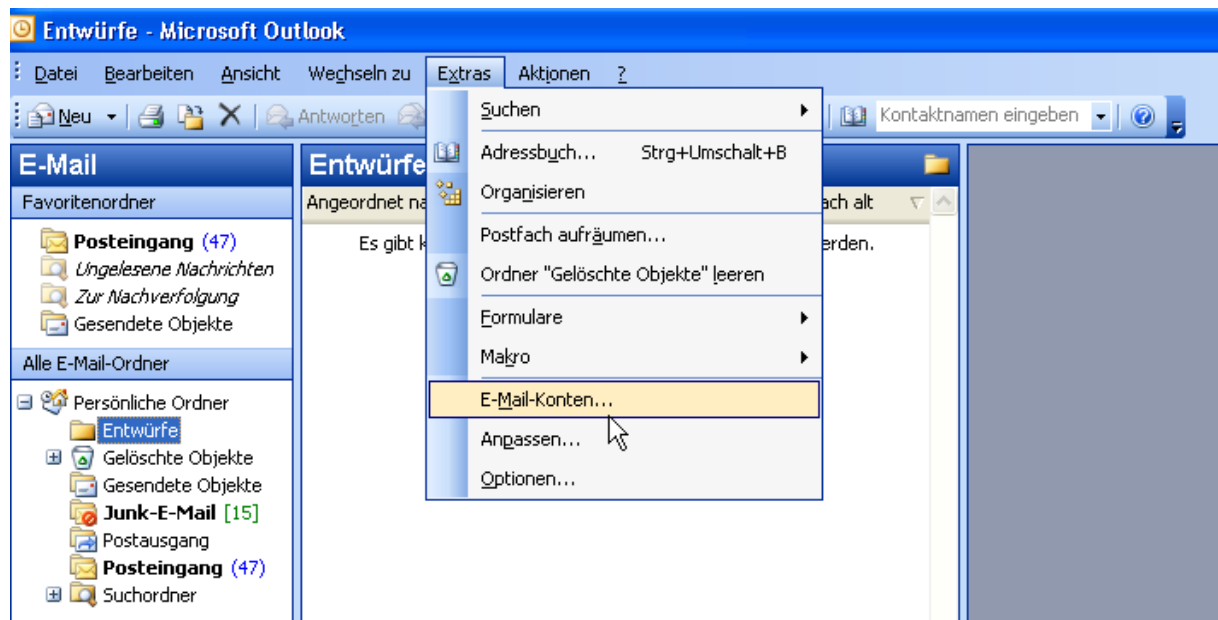 Entwürfe - Microsoft Outlook
Datei Bearbeiten Ansicht Wechseln zu Extras Aktionen ?
Neu Antworten Kontaktnamen eingeben
E-Mail
Favoritenordner
Posteingang (47)
Ungelesene Nachrichten
Zur Nachverfolgung
Gesendete Objekte
Alle E-Mail-Ordner
Persönliche Ordner
Entwürfe
Gelöschte Objekte
Gesendete Objekte
Junk-E-Mail [15]
Postausgang
Posteingang (47)
Suchordner
Entwürfe
Angeordnet alt
Es gibt erden.
Suchen
Adressbuch... Strg+Umschalt+B
Organisieren
Postfach aufräumen...
Ordner "Gelöschte Objekte" leeren
Formulare
Makro
E-Mail-Konten...
Anpassen...
Optionen...